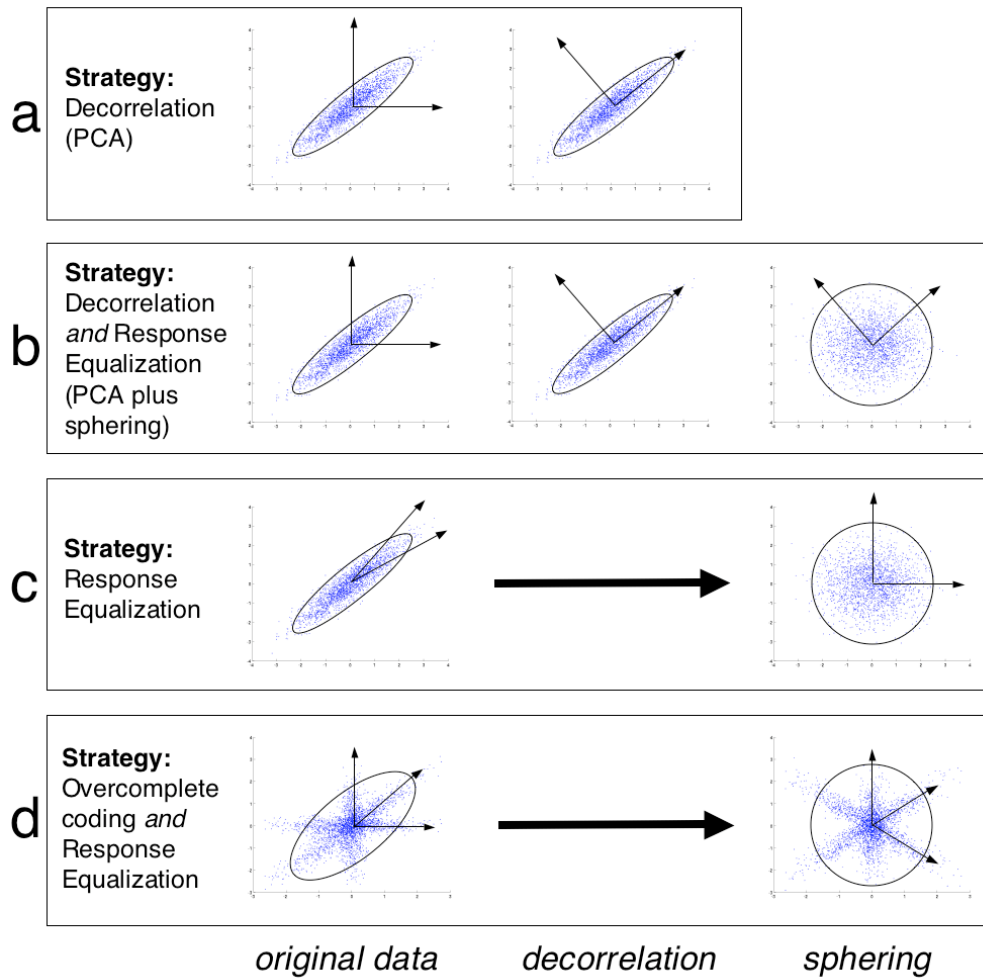 a
Strategy:
Decorrelation
(PCA)
b
Strategy:
Decorrelation
and Response
Equalization
(PCA plus
sphering)
c
Strategy:
Response
Equalization
d
Strategy:
Overcomplete
coding and
Response
Equalization
original data decorrelation sphering